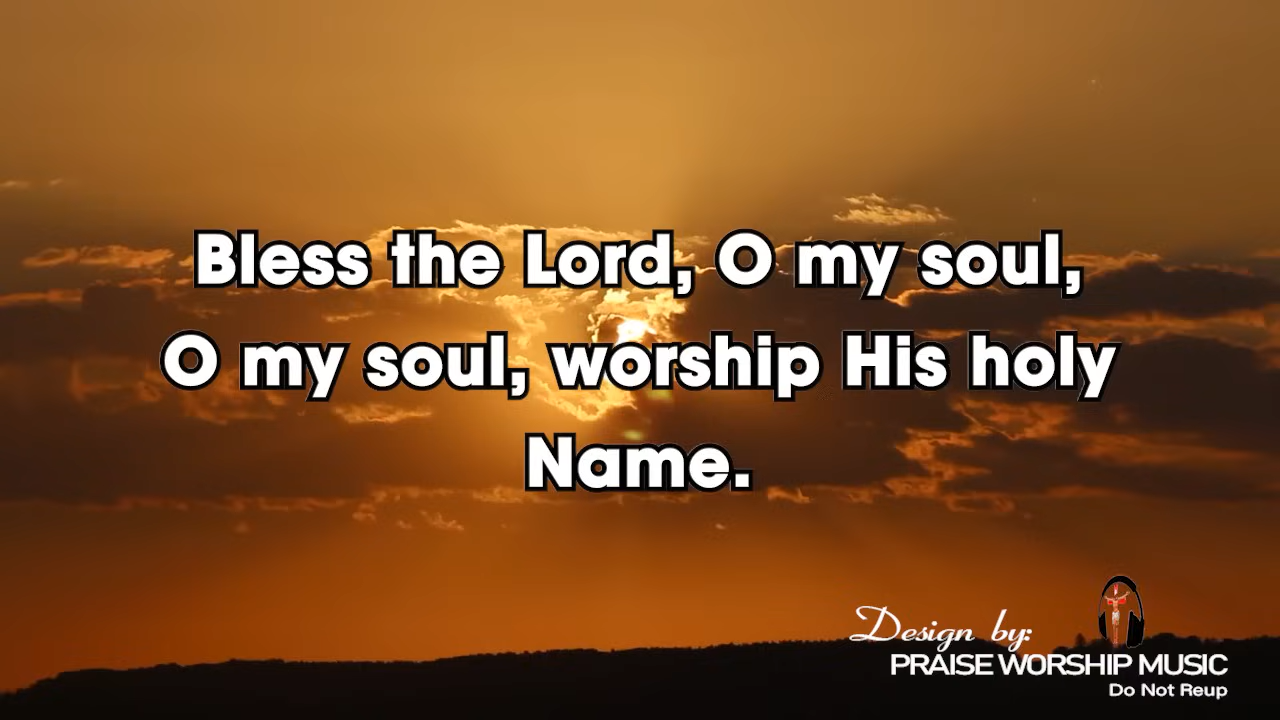 Bless the Lord, O my soul,
O my soul, worship His holy
Name.
Design by:
PRAISE WORSHIP MUSIC
Do Not Reup